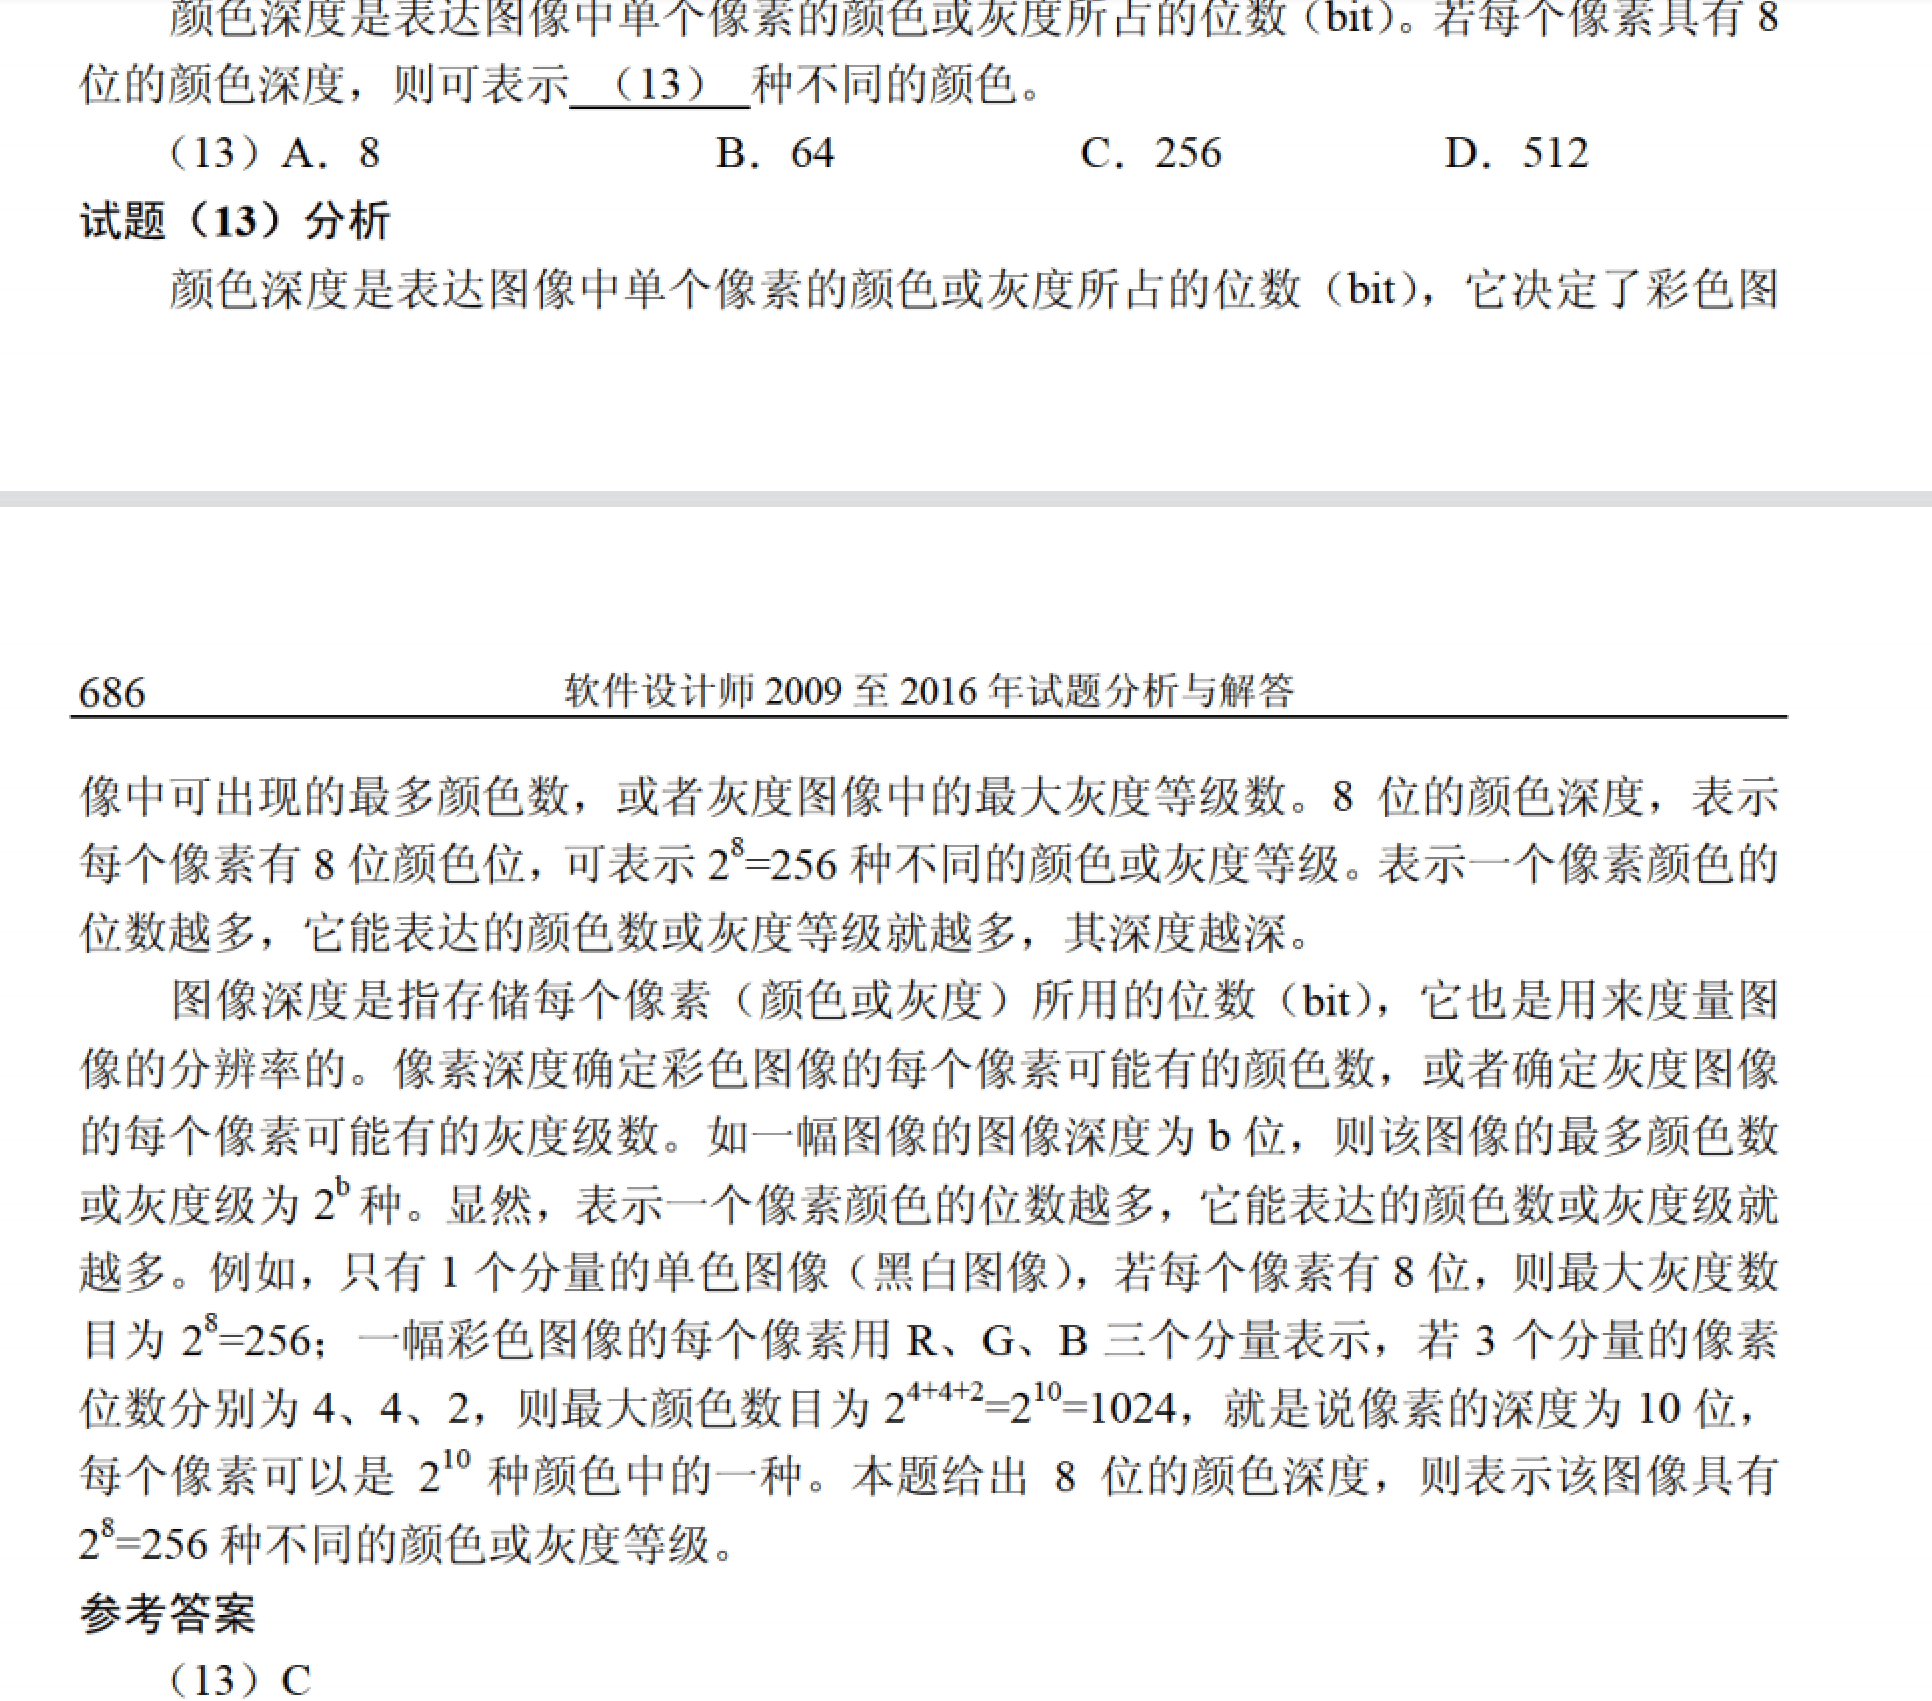 颜色深度是表达图像中单个像素的颜色或灰度所占的位数（bit）。若每个像素具有 8
位的颜色深度，则可表示 （13） 种不同的颜色。
（13）A．8 B．64 C．256 D．512
试题（13）分析
颜色深度是表达图像中单个像素的颜色或灰度所占的位数（bit），它决定了彩色图
686 软件设计师 2009 至 2016 年试题分析与解答
像中可出现的最多颜色数，或者灰度图像中的最大灰度等级数。8 位的颜色深度，表示
每个像素有 8 位颜色位，可表示 2⁸=256 种不同的颜色或灰度等级。表示一个像素颜色的
位数越多，它能表达的颜色数或灰度等级就越多，其深度越深。
图像深度是指存储每个像素（颜色或灰度）所用的位数（bit），它也是用来度量图
像的分辨率的。像素深度确定彩色图像的每个像素可能有的颜色数，或者确定灰度图像
的每个像素可能有的灰度级数。如一幅图像的图像深度为 b 位，则该图像的最多颜色数
或灰度级为 2ᵇ 种。显然，表示一个像素颜色的位数越多，它能表达的颜色数或灰度级就
越多。例如，只有 1 个分量的单色图像（黑白图像），若每个像素有 8 位，则最大灰度数
目为 2⁸=256；一幅彩色图像的每个像素用 R、G、B 三个分量表示，若 3 个分量的像素
位数分别为 4、4、2，则最大颜色数目为 2⁴⁺⁴⁺²=2¹⁰=1024，就是说像素的深度为 10 位，
每个像素可以是 2¹⁰ 种颜色中的一种。本题给出 8 位的颜色深度，则表示该图像具有
2⁸=256 种不同的颜色或灰度等级。
参考答案
（13）C